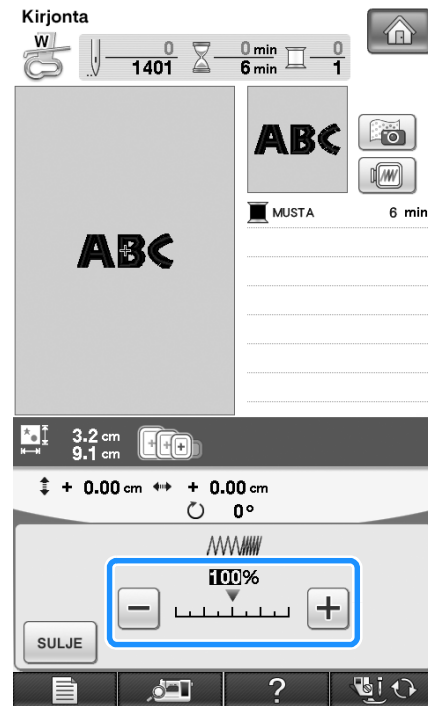 Kirjonta
W
0 0 min 0
1401 6 min 1
ABC ABC
MUSTA 6 min
3.2 cm
9.1 cm
+ 0.00 cm + 0.00 cm
0°
100%
− +
SULJE
?